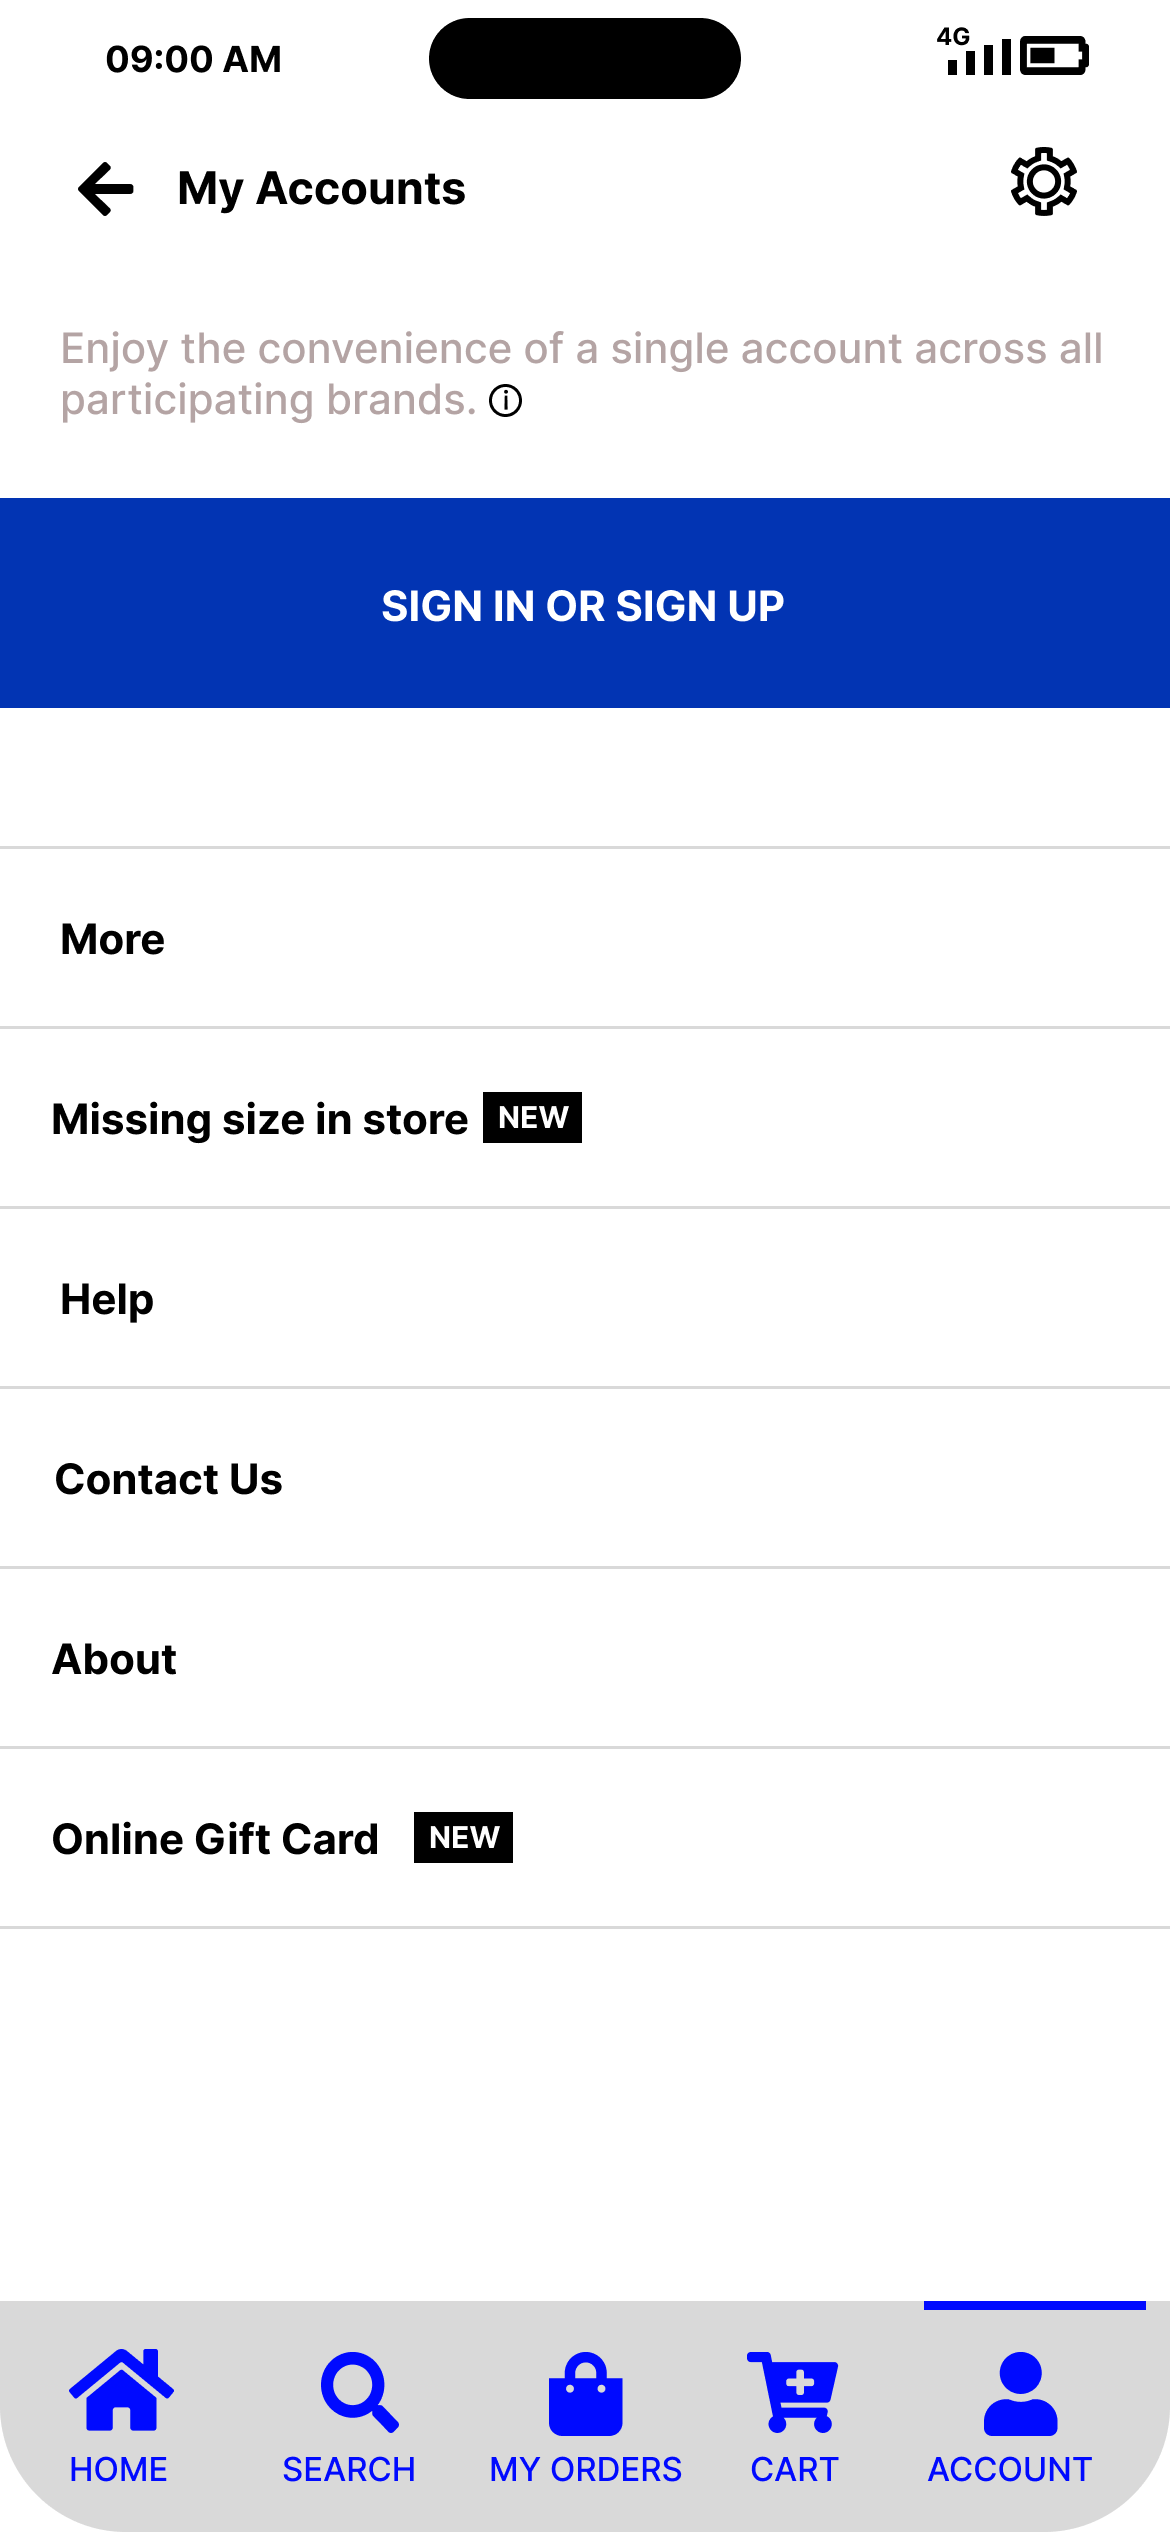 09:00 AM
4G
My Accounts
Enjoy the convenience of a single account across all
participating brands.
SIGN IN OR SIGN UP
More
Missing size in store NEW
Help
Contact Us
About
Online Gift Card NEW
HOME SEARCH MY ORDERS CART ACCOUNT